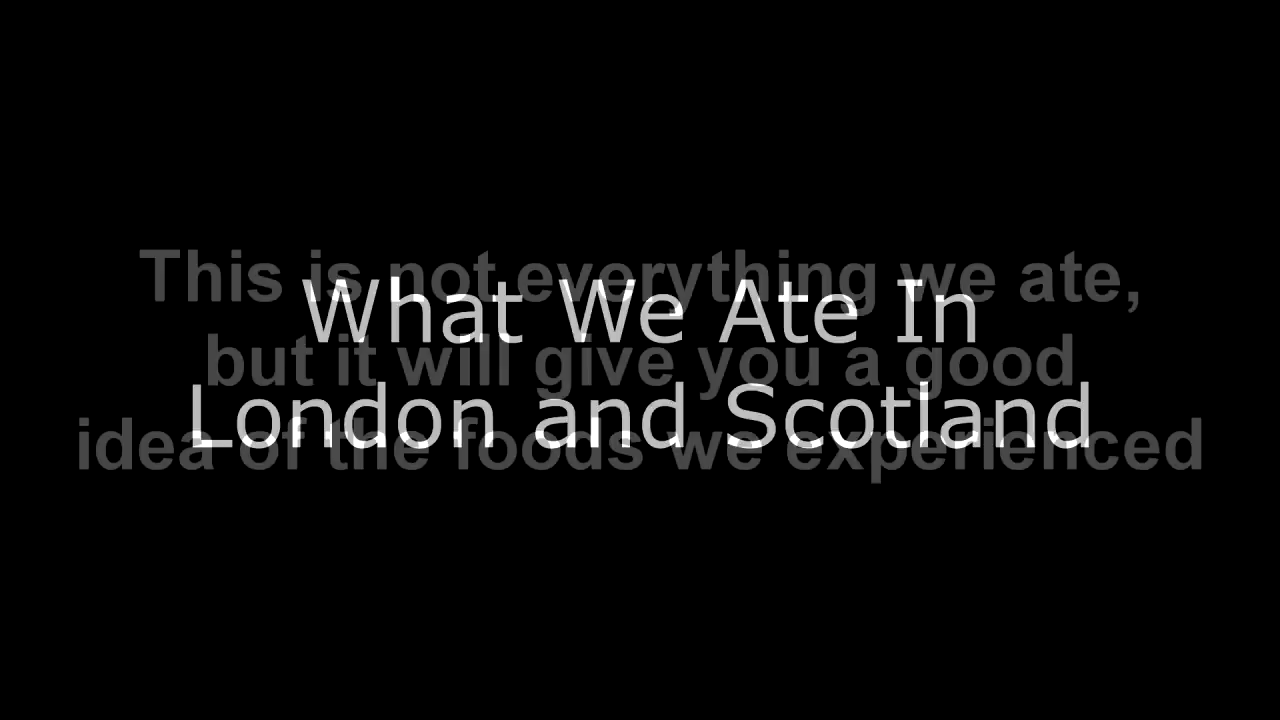 What We Ate In
London and Scotland
This is not everything we ate,
but it will give you a good
idea of the foods we experienced